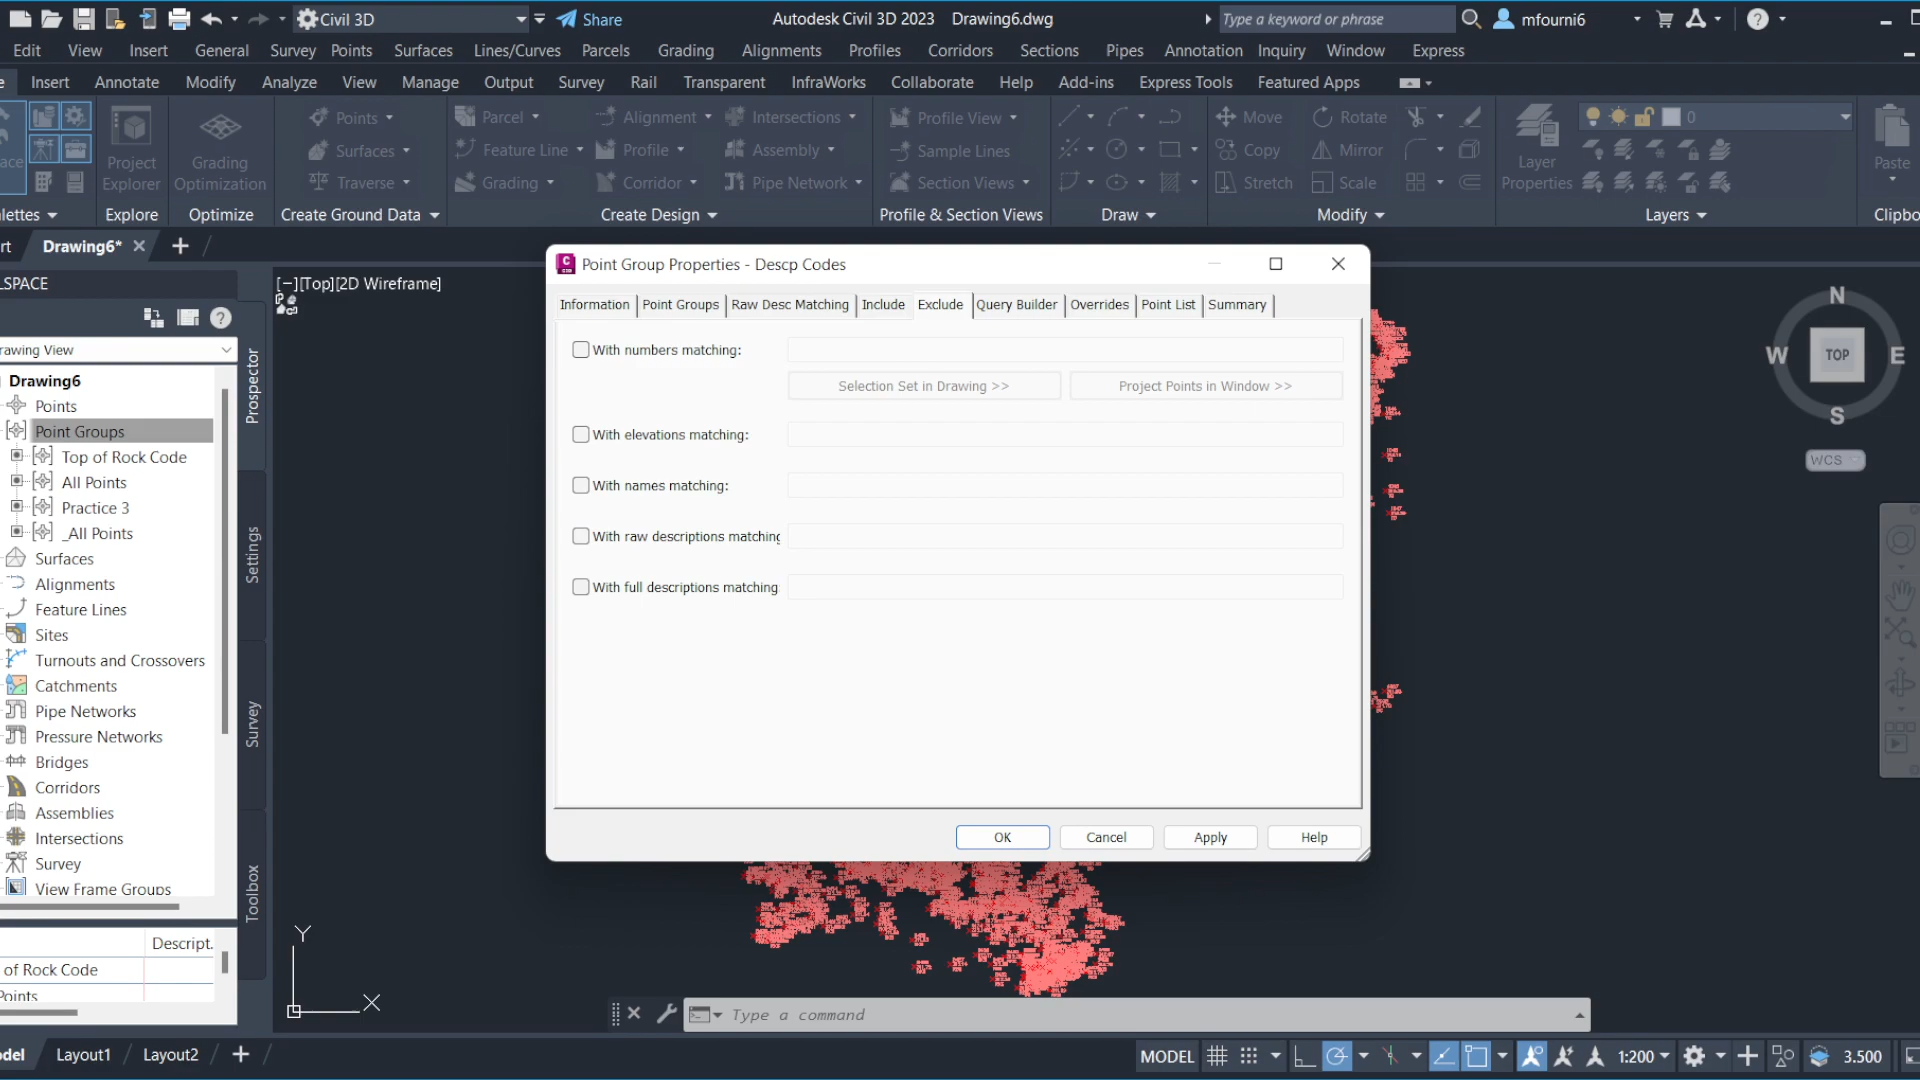 Civil 3D
Share
Autodesk Civil 3D 2023 Drawing6.dwg
Type a keyword or phrase
mfourni6
Edit View Insert General Survey Points Surfaces Lines/Curves Parcels Grading Alignments Profiles Corridors Sections Pipes Annotation Inquiry Window Express
e Insert Annotate Modify Analyze View Manage Output Survey Rail Transparent InfraWorks Collaborate Help Add-ins Express Tools Featured Apps
Points Parcel Alignment Intersections Profile View Move Rotate 0
Surfaces Feature Line Profile Assembly Sample Lines Copy Mirror
ace Project Explorer Grading Optimization Layer Properties Paste
Traverse Grading Corridor Pipe Network Section Views Stretch Scale
lettes Explore Optimize Create Ground Data Create Design Profile & Section Views Draw Modify Layers Clipbo
rt Drawing6*
LSPACE
[−][Top][2D Wireframe]
rawing View
Drawing6
Points
Point Groups
Top of Rock Code
All Points
Practice 3
_All Points
Surfaces
Alignments
Feature Lines
Sites
Turnouts and Crossovers
Catchments
Pipe Networks
Pressure Networks
Bridges
Corridors
Assemblies
Intersections
Survey
View Frame Groups
Prospector
Settings
Survey
Toolbox
Descript.
of Rock Code
Points
Point Group Properties - Descp Codes
Information Point Groups Raw Desc Matching Include Exclude Query Builder Overrides Point List Summary
With numbers matching:
Selection Set in Drawing >> Project Points in Window >>
With elevations matching:
With names matching:
With raw descriptions matching
With full descriptions matching
OK Cancel Apply Help
N
W TOP E
S
WCS
Y
X
Type a command
odel Layout1 Layout2
MODEL 1:200 3.500